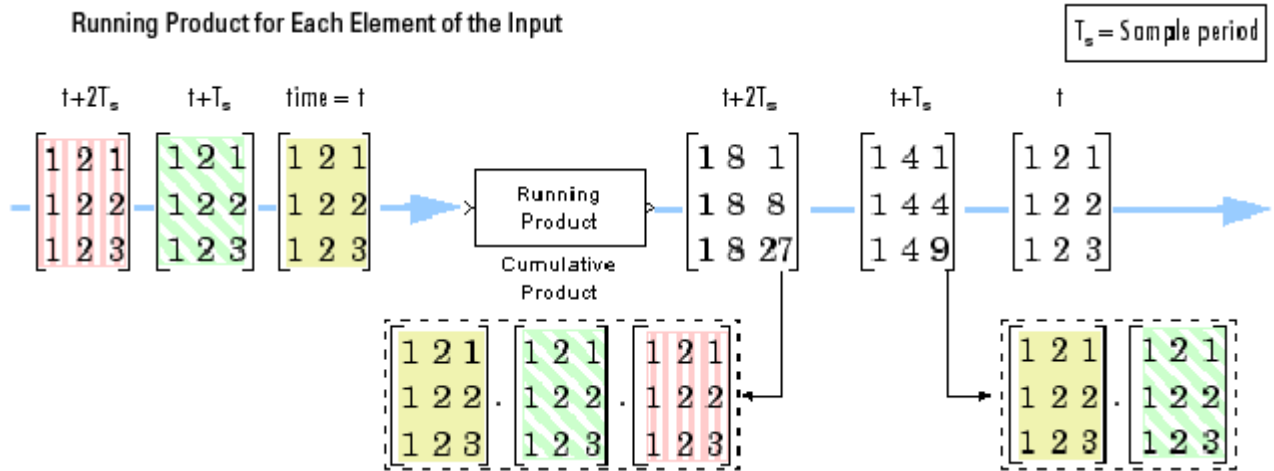 Running Product for Each Element of the Input
T_s = Sample period
t+2T_s t+T_s time = t t+2T_s t+T_s t
1 2 1 1 2 1 1 2 1 1 8 1 1 4 1 1 2 1
1 2 2 1 2 2 1 2 2 Running Product 1 8 8 1 4 4 1 2 2
1 2 3 1 2 3 1 2 3 1 8 27 1 4 9 1 2 3
Cumulative
Product
1 2 1 1 2 1 1 2 1 1 2 1 1 2 1
1 2 2 . 1 2 2 . 1 2 2 1 2 2 . 1 2 2
1 2 3 1 2 3 1 2 3 1 2 3 1 2 3